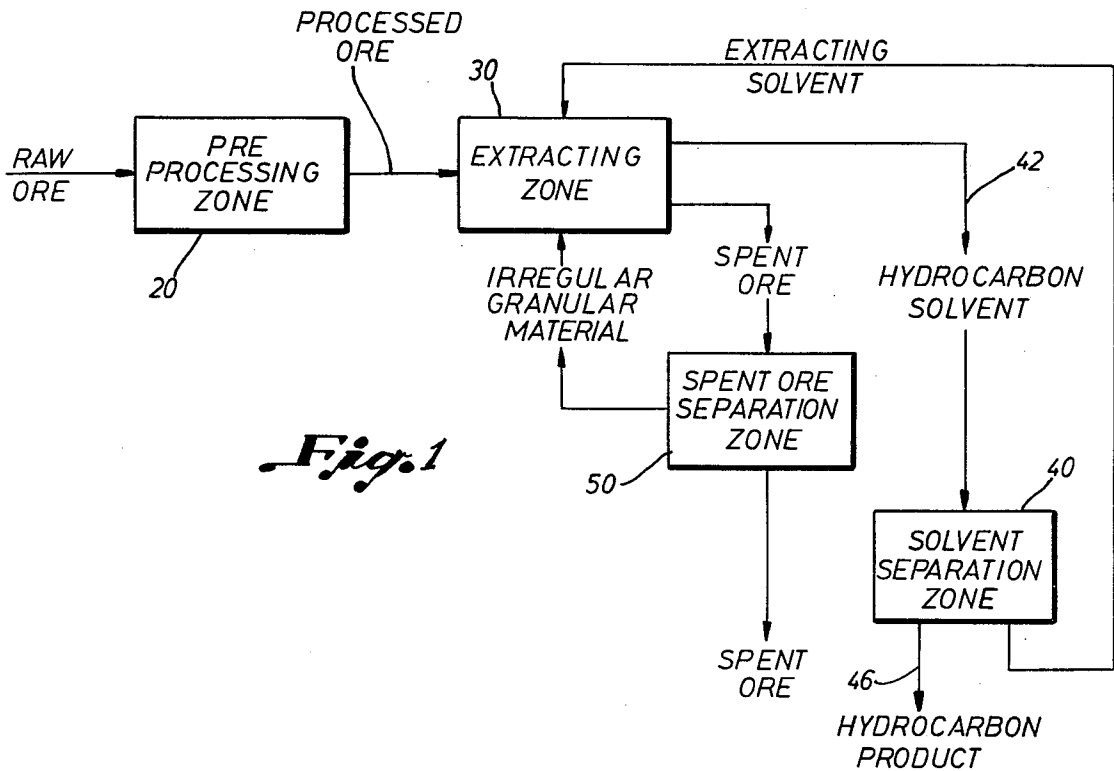 PROCESSED
ORE
EXTRACTING
SOLVENT
30
RAW
ORE
PRE
PROCESSING
ZONE
20
EXTRACTING
ZONE
42
IRREGULAR
GRANULAR
MATERIAL
SPENT
ORE
HYDROCARBON
SOLVENT
SPENT ORE
SEPARATION
ZONE
50
Fig. 1
40
SOLVENT
SEPARATION
ZONE
SPENT
ORE
46
HYDROCARBON
PRODUCT